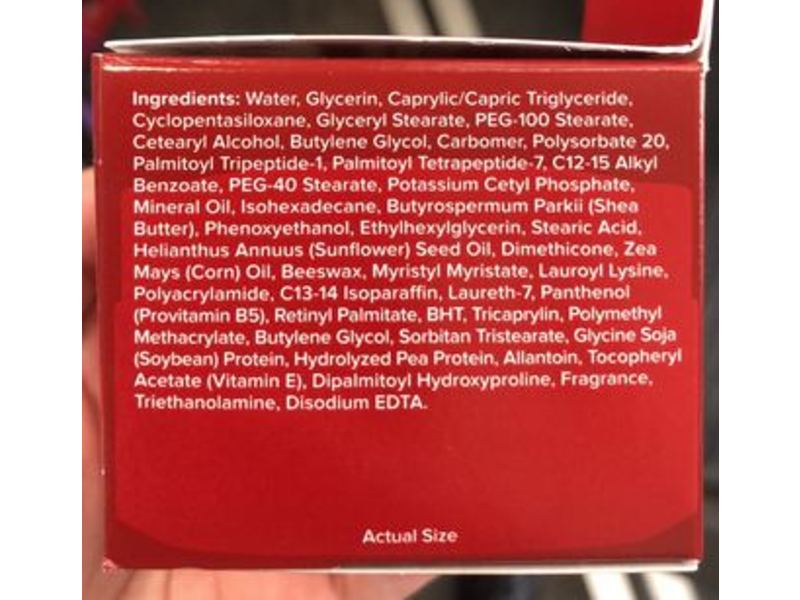 Ingredients: Water, Glycerin, Caprylic/Capric Triglyceride,
Cyclopentasiloxane, Glyceryl Stearate, PEG-100 Stearate,
Cetearyl Alcohol, Butylene Glycol, Carbomer, Polysorbate 20,
Palmitoyl Tripeptide-1, Palmitoyl Tetrapeptide-7, C12-15 Alkyl
Benzoate, PEG-40 Stearate, Potassium Cetyl Phosphate,
Mineral Oil, Isohexadecane, Butyrospermum Parkii (Shea
Butter), Phenoxyethanol, Ethylhexylglycerin, Stearic Acid,
Helianthus Annuus (Sunflower) Seed Oil, Dimethicone, Zea
Mays (Corn) Oil, Beeswax, Myristyl Myristate, Lauroyl Lysine,
Polyacrylamide, C13-14 Isoparaffin, Laureth-7, Panthenol
(Provitamin B5), Retinyl Palmitate, BHT, Tricaprylin, Polymethyl
Methacrylate, Butylene Glycol, Sorbitan Tristearate, Glycine Soja
(Soybean) Protein, Hydrolyzed Pea Protein, Allantoin, Tocopheryl
Acetate (Vitamin E), Dipalmitoyl Hydroxyproline, Fragrance,
Triethanolamine, Disodium EDTA.
Actual Size